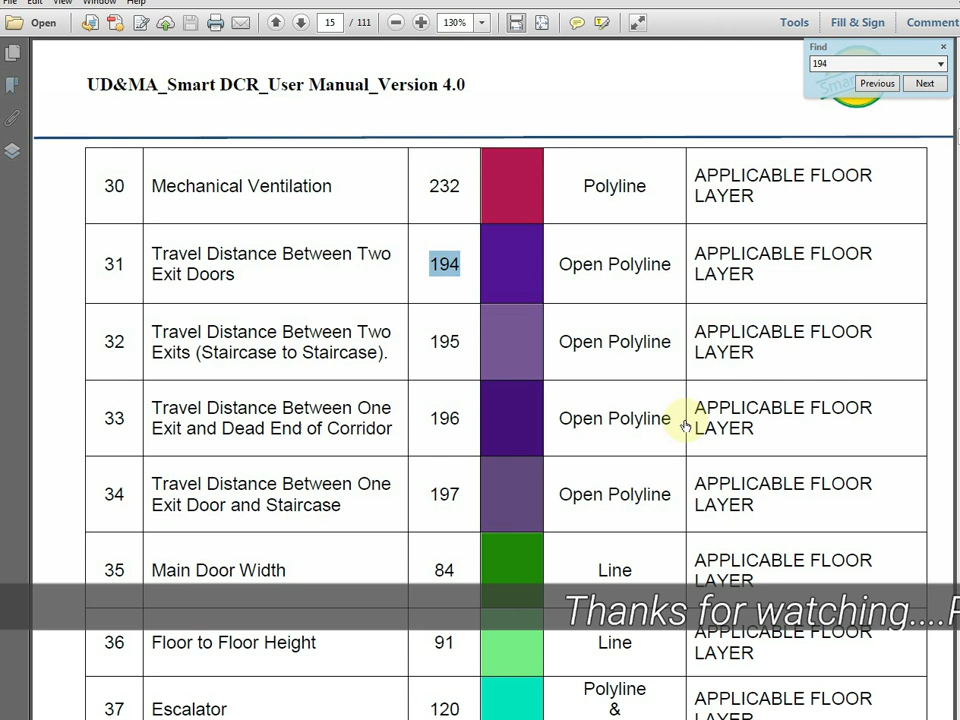 File Edit View Window Help
Open
15 / 111
130%
Tools
Fill & Sign
Comment
Find
194
Previous
Next
UD&MA_Smart DCR_User Manual_Version 4.0
30 Mechanical Ventilation 232 Polyline APPLICABLE FLOOR
LAYER
31 Travel Distance Between Two
Exit Doors 194 Open Polyline APPLICABLE FLOOR
LAYER
32 Travel Distance Between Two
Exits (Staircase to Staircase). 195 Open Polyline APPLICABLE FLOOR
LAYER
33 Travel Distance Between One
Exit and Dead End of Corridor 196 Open Polyline APPLICABLE FLOOR
LAYER
34 Travel Distance Between One
Exit Door and Staircase 197 Open Polyline APPLICABLE FLOOR
LAYER
35 Main Door Width 84 Line APPLICABLE FLOOR
LAYER
Thanks for watching....P
36 Floor to Floor Height 91 Line APPLICABLE FLOOR
LAYER
37 Escalator 120 Polyline
& APPLICABLE FLOOR